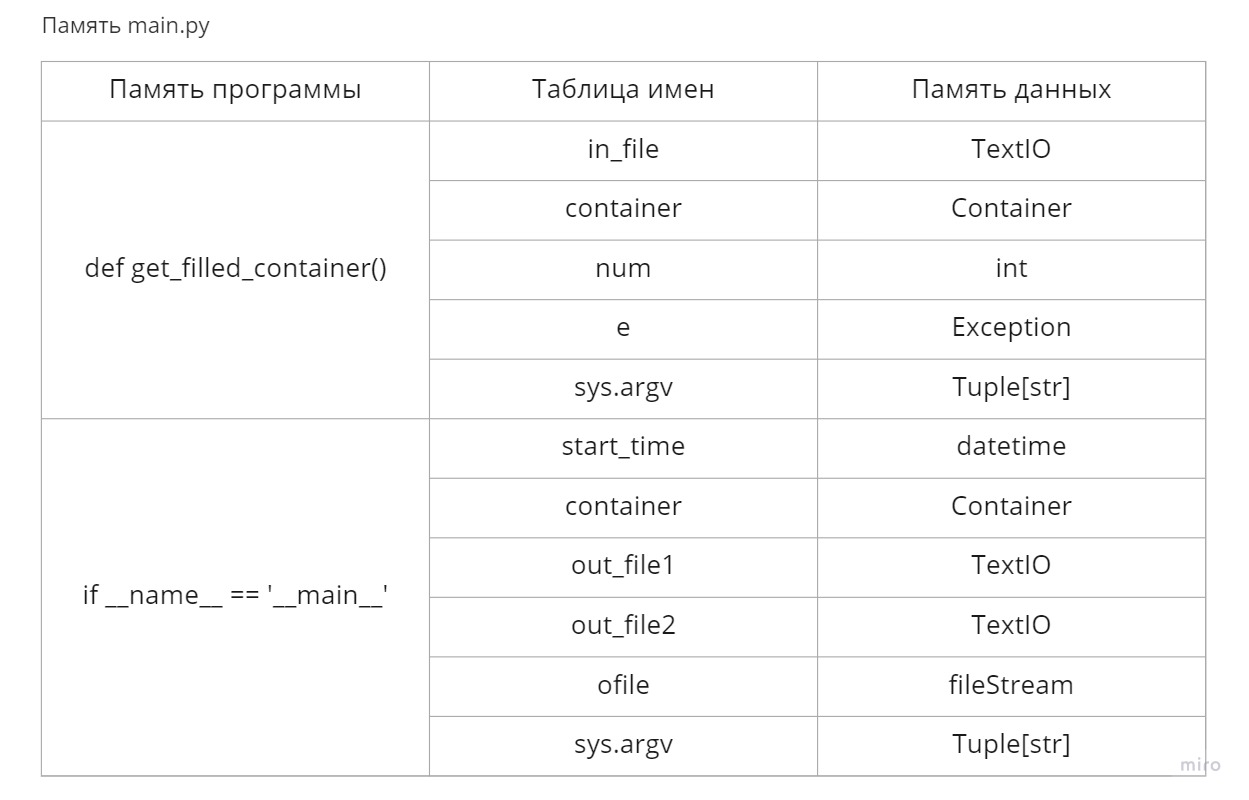 Память main.py
Память программы Таблица имен Память данных
def get_filled_container() in_file TextIO
container Container
num int
e Exception
sys.argv Tuple[str]
if __name__ == '__main__' start_time datetime
container Container
out_file1 TextIO
out_file2 TextIO
ofile fileStream
sys.argv Tuple[str]
miro